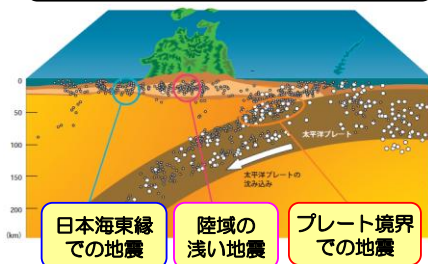 0
50
100
150
200
(km)
太平洋プレート
太平洋プレートの
沈み込み
日本海東縁
での地震
陸域の
浅い地震
プレート境界
での地震